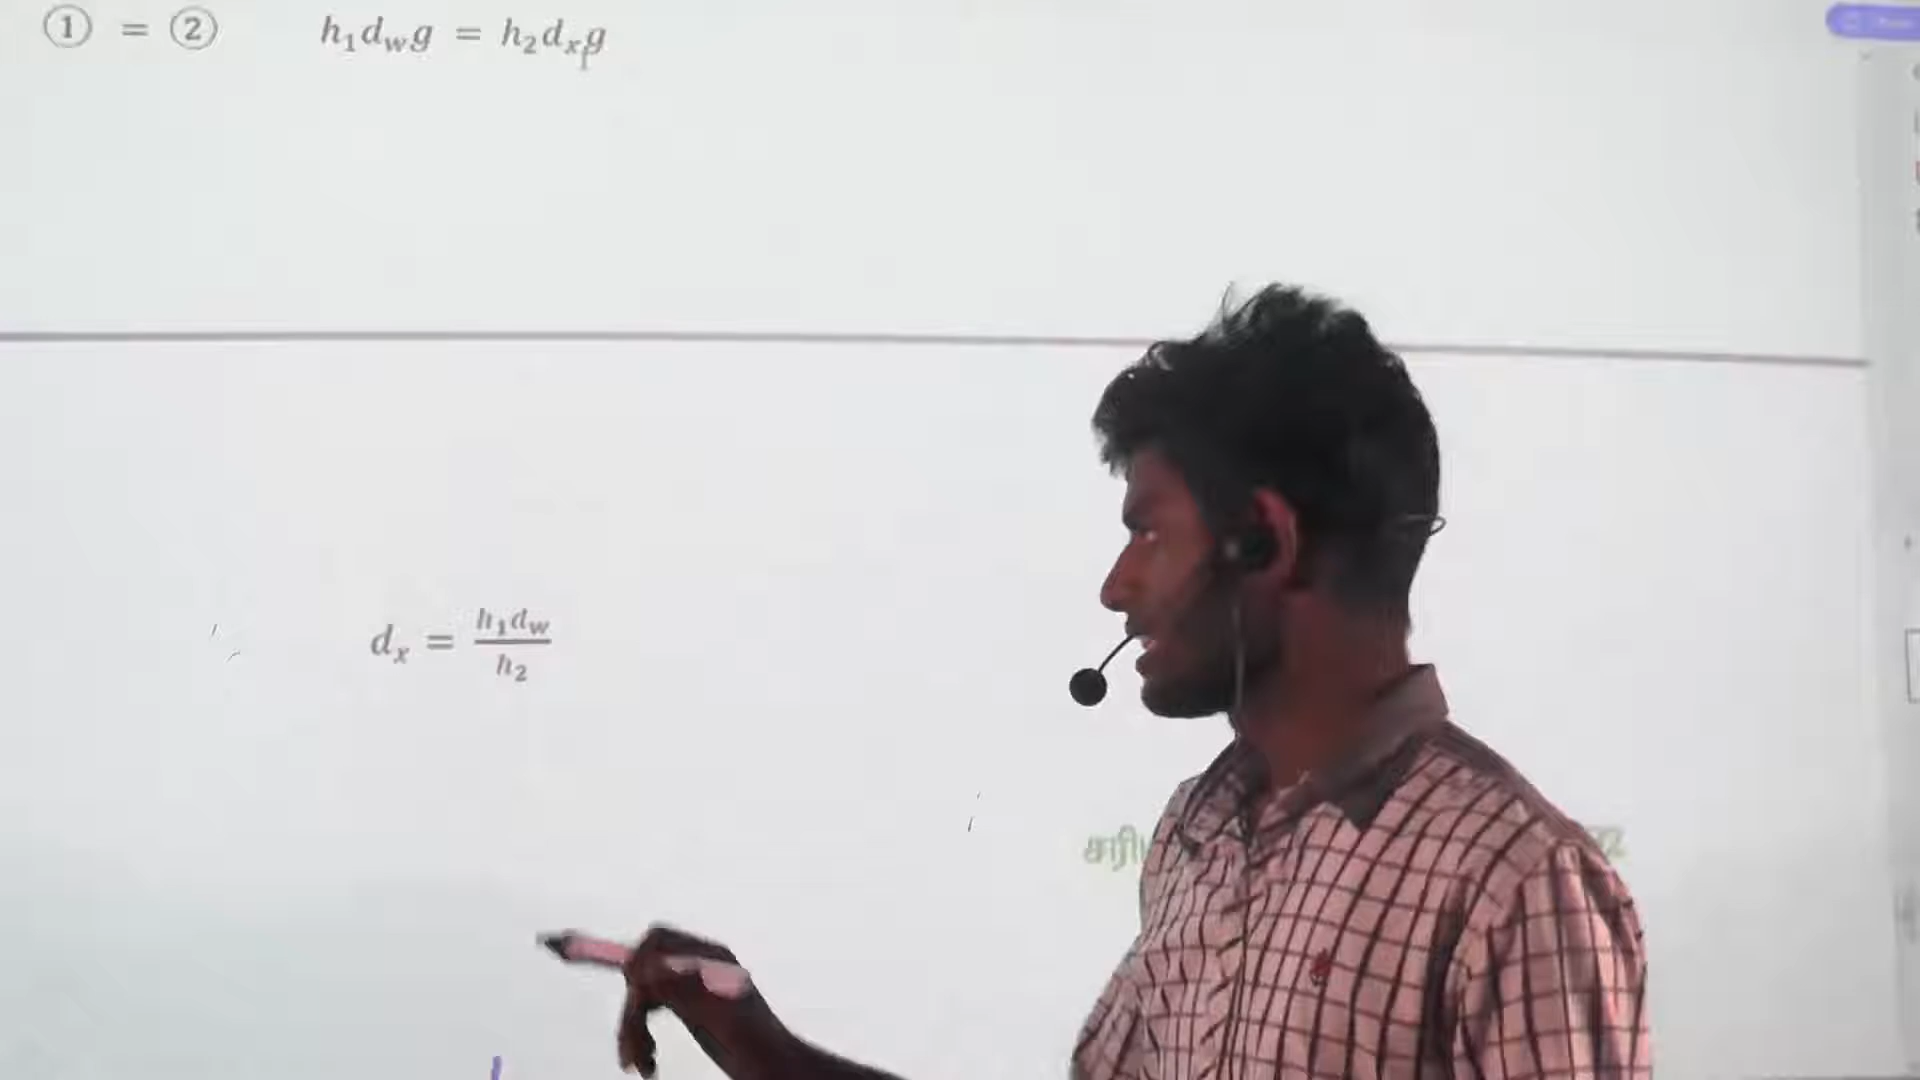 ① = ② h₁d_wg = h₂d_xg
d_x = h₁d_w / h₂